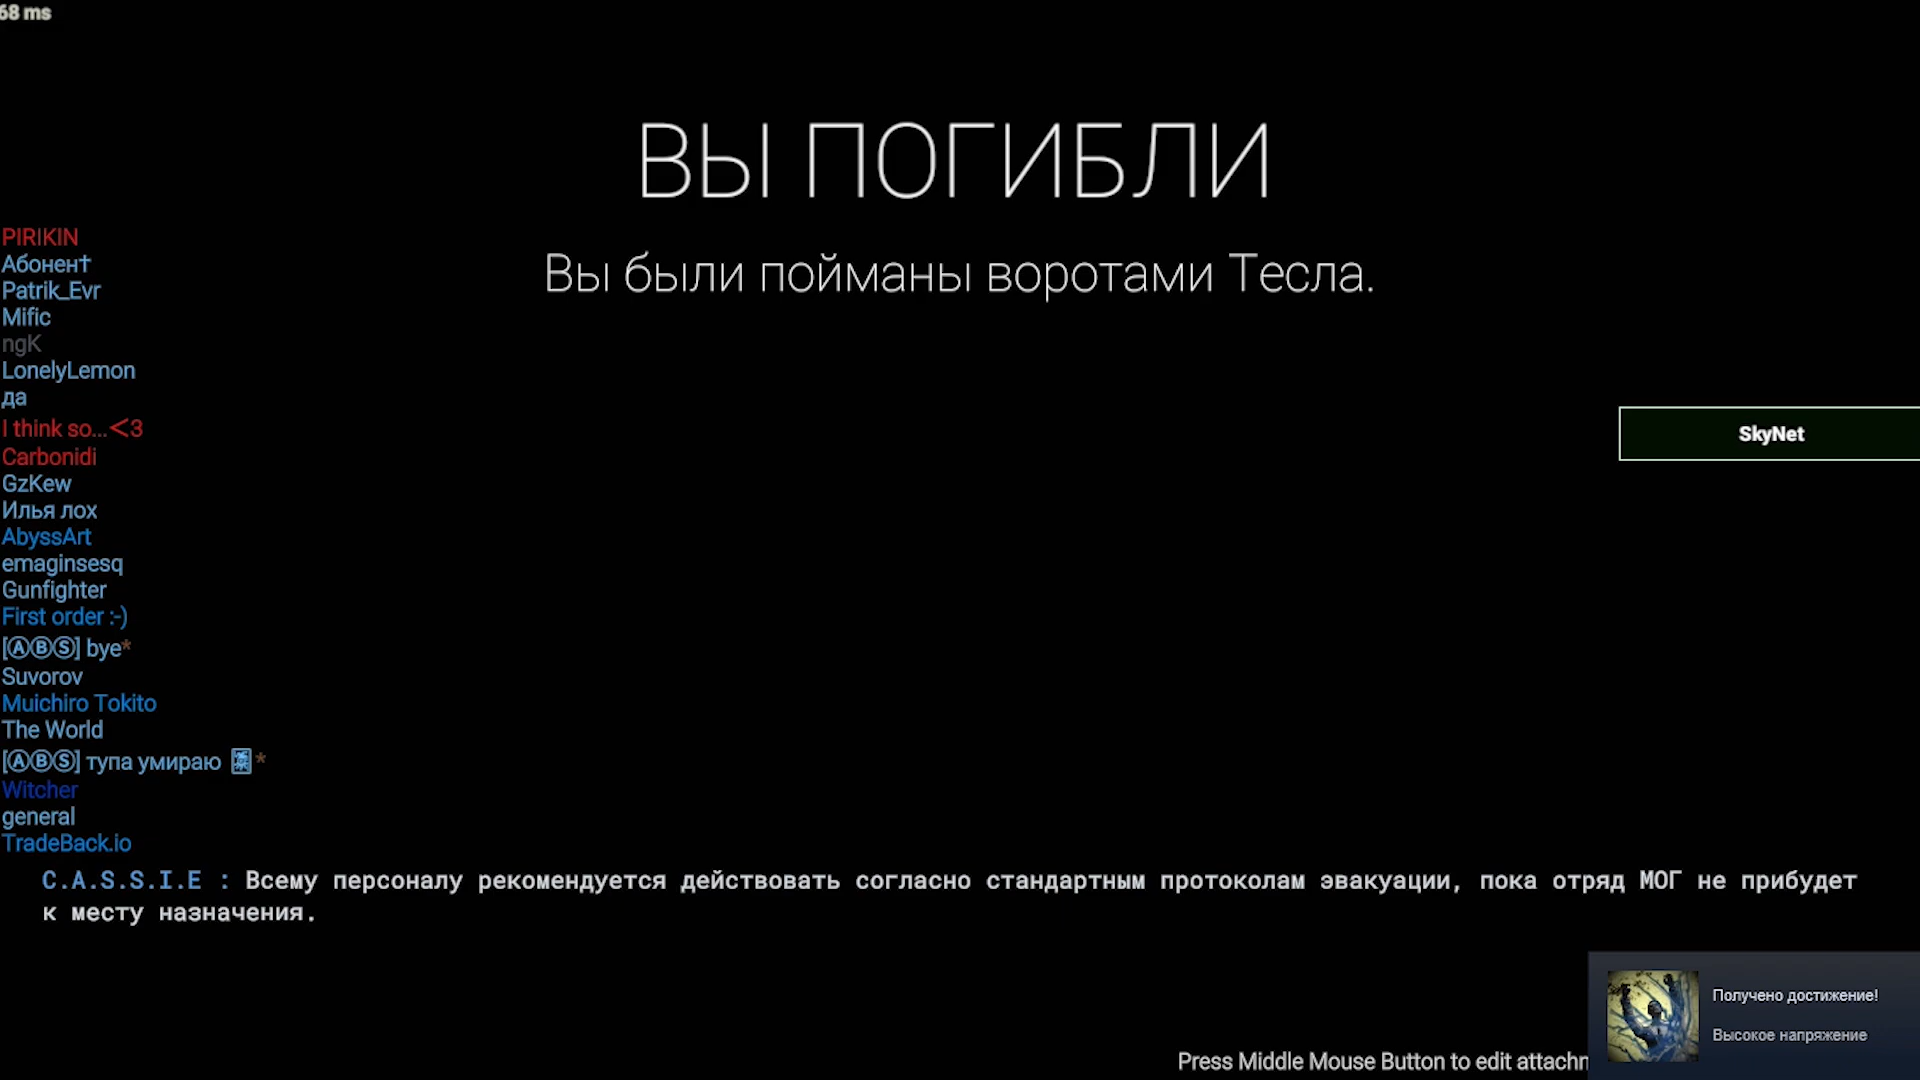 68 ms
ВЫ ПОГИБЛИ
Вы были пойманы воротами Тесла.
PIRIKIN
Абонен†
Patrik_Evr
Mific
ngK
LonelyLemon
да
I think so...<3
Carbonidi
GzKew
Илья лох
AbyssArt
emaginsesq
Gunfighter
First order :-)
[ⒶⒷⓈ] bye*
Suvorov
Muichiro Tokito
The World
[ⒶⒷⓈ] тупа умираю *
Witcher
general
TradeBack.io
SkyNet
C.A.S.S.I.E : Всему персоналу рекомендуется действовать согласно стандартным протоколам эвакуации, пока отряд МОГ не прибудет
к месту назначения.
Получено достижение!
Высокое напряжение
Press Middle Mouse Button to edit attachn